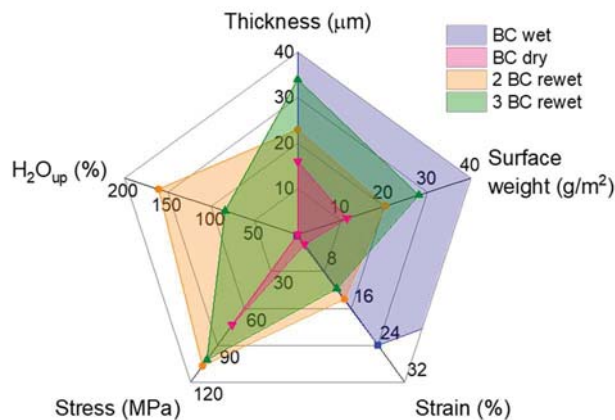 Thickness (μm)
40
30
20
10
BC wet
BC dry
2 BC rewet
3 BC rewet
Surface
weight (g/m²)
40
30
20
10
H₂Oup (%)
200
150
100
50
8
16
24
32
30
60
90
120
Stress (MPa)
Strain (%)